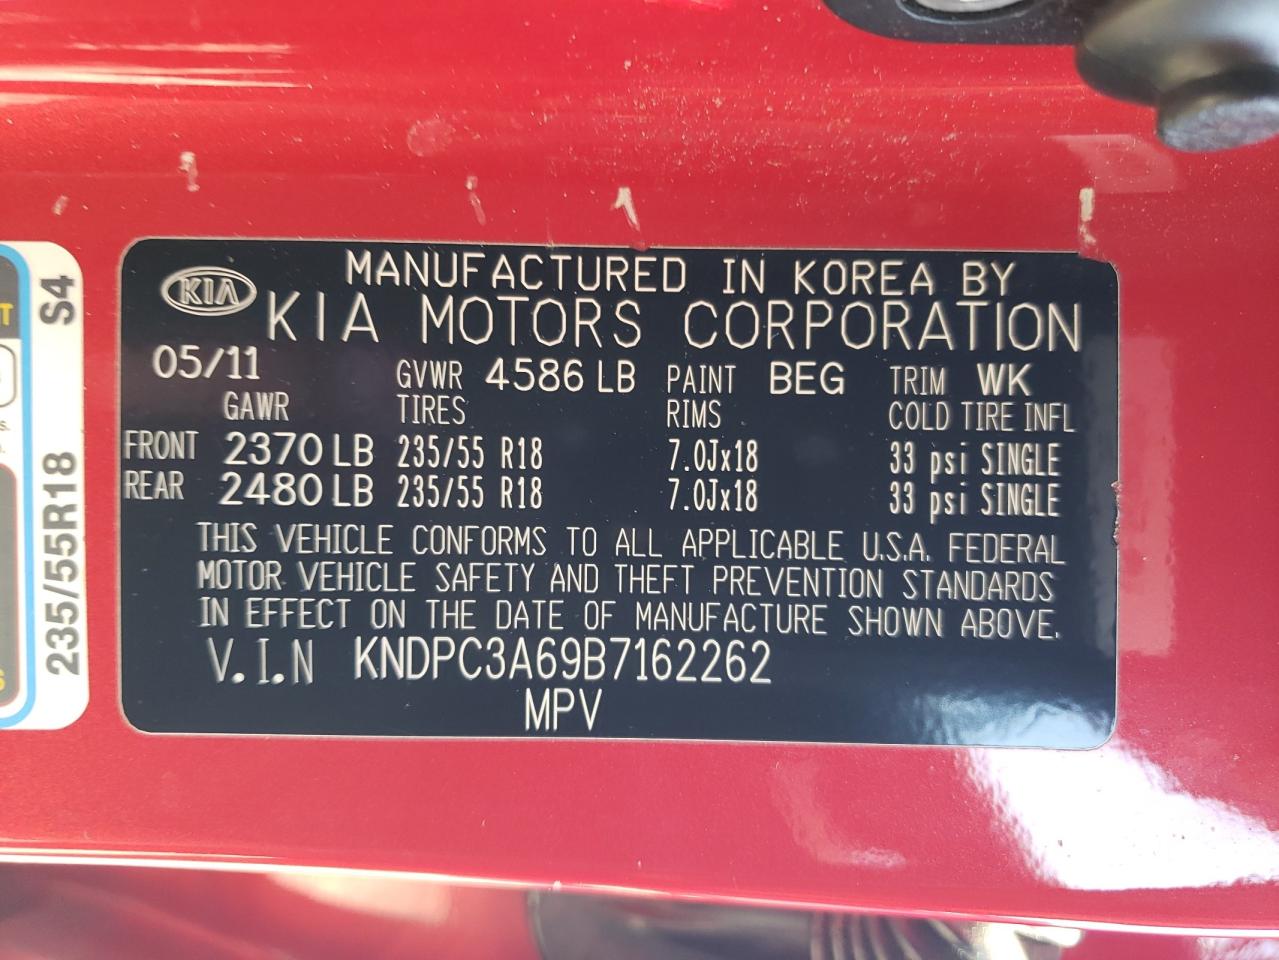 KIA
MANUFACTURED IN KOREA BY
KIA MOTORS CORPORATION
05/11 GVWR 4586 LB PAINT BEG TRIM WK
GAWR TIRES RIMS COLD TIRE INFL
FRONT 2370 LB 235/55 R18 7.0Jx18 33 psi SINGLE
REAR 2480 LB 235/55 R18 7.0Jx18 33 psi SINGLE
THIS VEHICLE CONFORMS TO ALL APPLICABLE U.S.A. FEDERAL
MOTOR VEHICLE SAFETY AND THEFT PREVENTION STANDARDS
IN EFFECT ON THE DATE OF MANUFACTURE SHOWN ABOVE.
V.I.N KNDPC3A69B7162262
MPV
235/55R18 S4